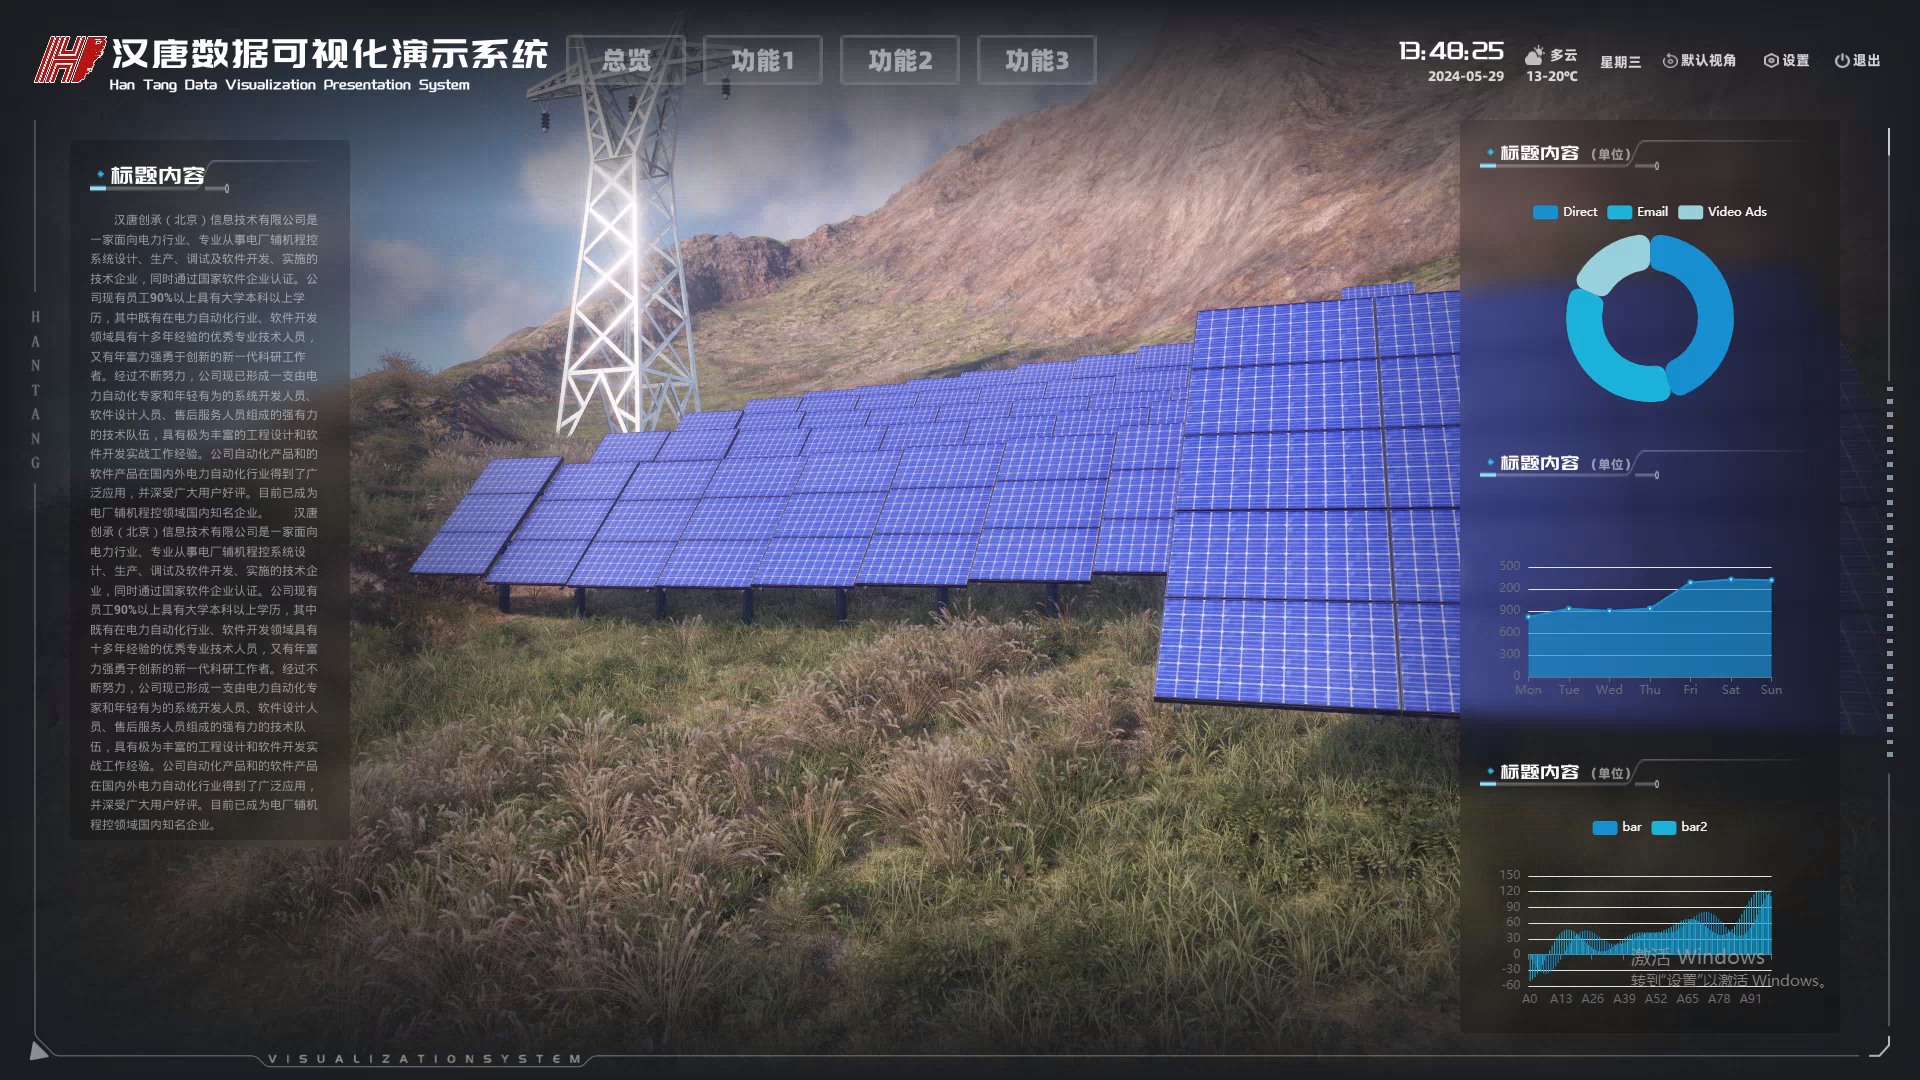 汉唐数据可视化演示系统
Han Tang Data Visualization Presentation System
总览
功能1
功能2
功能3
13:48:25
2024-05-29
多云
13-20℃
星期三
默认视角
设置
退出
HANTANG
标题内容
汉唐创承（北京）信息技术有限公司是
一家面向电力行业、专业从事电厂辅机程控
系统设计、生产、调试及软件开发、实施的
技术企业，同时通过国家软件企业认证。公
司现有员工90%以上具有大学本科以上学
历，其中既有在电力自动化行业、软件开发
领域具有十多年经验的优秀专业技术人员，
又有年富力强勇于创新的新一代科研工作
者。经过不断努力，公司现已形成一支由电
力自动化专家和年轻有为的系统开发人员、
软件设计人员、售后服务人员组成的强有力
的技术队伍，具有极为丰富的工程设计和软
件开发实战工作经验。公司自动化产品和的
软件产品在国内外电力自动化行业得到了广
泛应用，并深受广大用户好评。目前已成为
电厂辅机程控领域国内知名企业。 汉唐
创承（北京）信息技术有限公司是一家面向
电力行业、专业从事电厂辅机程控系统设
计、生产、调试及软件开发、实施的技术企
业，同时通过国家软件企业认证。公司现有
员工90%以上具有大学本科以上学历，其中
既有在电力自动化行业、软件开发领域具有
十多年经验的优秀专业技术人员，又有年富
力强勇于创新的新一代科研工作者。经过不
断努力，公司现已形成一支由电力自动化专
家和年轻有为的系统开发人员、软件设计人
员、售后服务人员组成的强有力的技术队
伍，具有极为丰富的工程设计和软件开发实
战工作经验。公司自动化产品和的软件产品
在国内外电力自动化行业得到了广泛应用，
并深受广大用户好评。目前已成为电厂辅机
程控领域国内知名企业。
标题内容（单位）
Direct Email Video Ads
标题内容（单位）
500
200
900
600
300
0
Mon Tue Wed Thu Fri Sat Sun
标题内容（单位）
bar bar2
150
120
90
60
30
0
-30
-60
A0 A13 A26 A39 A52 A65 A78 A91
激活 Windows
转到"设置"以激活 Windows。
VISUALIZATIONSYSTEM